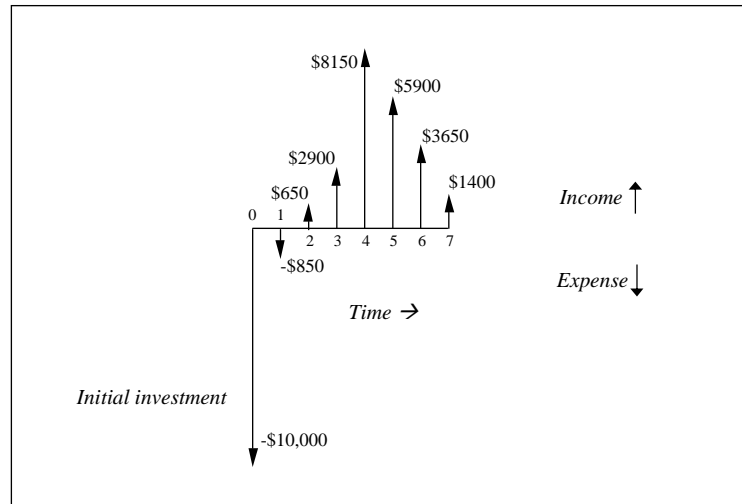 $8150
$5900
$3650
$2900
$1400
$650
Income
0 1
2 3 4 5 6 7
-$850
Expense
Time →
Initial investment
-$10,000